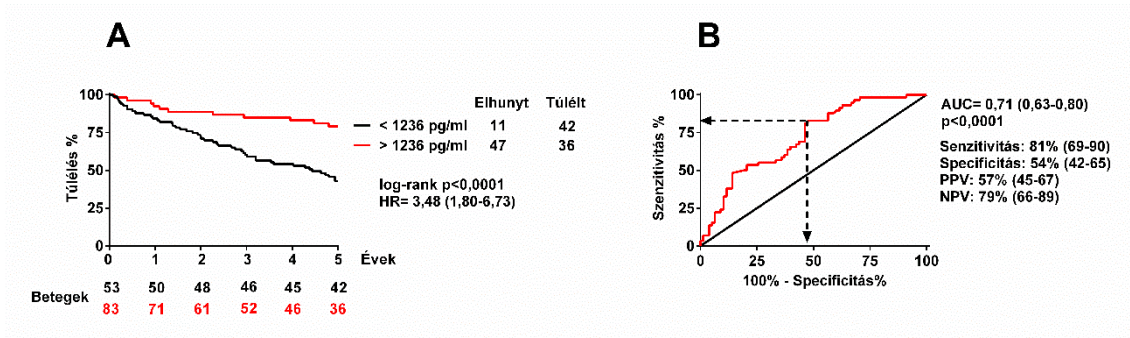 A
Túlélés %
100
75
50
25
0
0 1 2 3 4 5 Évek
Elhunyt Túlélt
< 1236 pg/ml 11 42
> 1236 pg/ml 47 36
log-rank p<0,0001
HR= 3,48 (1,80-6,73)
Betegek
53 50 48 46 45 42
83 71 61 52 46 36
B
Szenzitivitás %
100
75
50
25
0
0 25 50 75 100
100% - Specificitás%
AUC= 0,71 (0,63-0,80)
p<0,0001
Senzitivitás: 81% (69-90)
Specificitás: 54% (42-65)
PPV: 57% (45-67)
NPV: 79% (66-89)